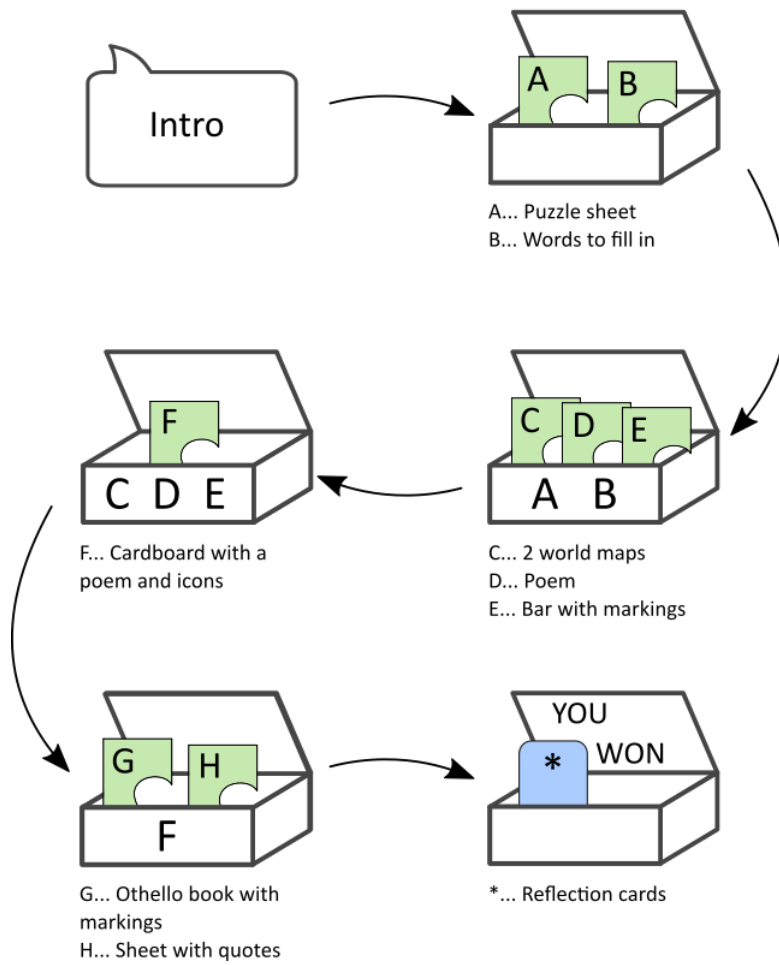 Intro
A B
A... Puzzle sheet
B... Words to fill in
F
C D E
F... Cardboard with a
poem and icons
C D E
A B
C... 2 world maps
D... Poem
E... Bar with markings
G H
F
G... Othello book with
markings
H... Sheet with quotes
YOU
WON
*
*... Reflection cards